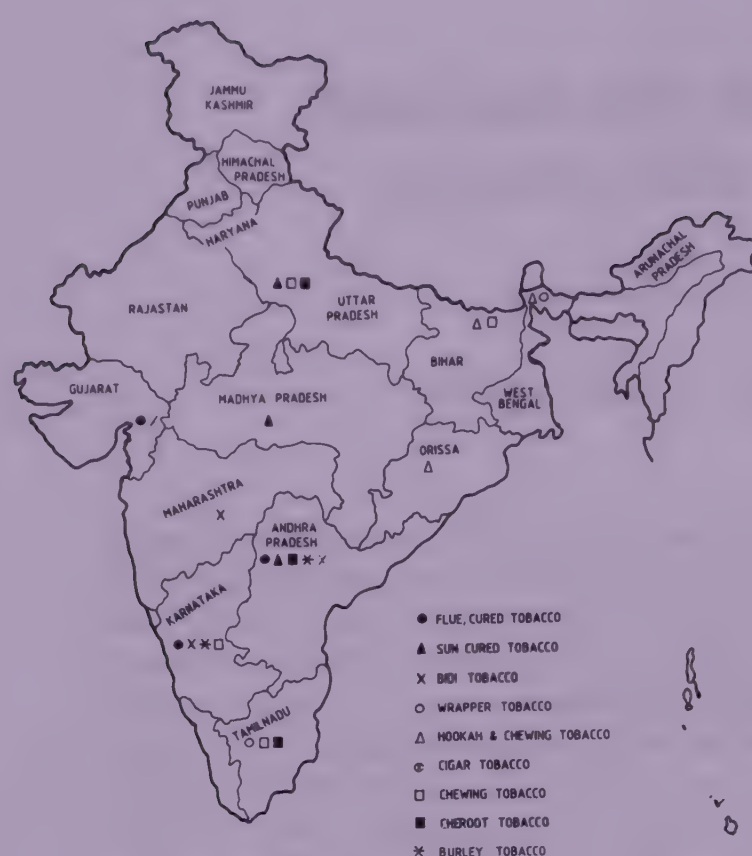 JAMMU
KASHMIR
HIMACHAL
PRADESH
PUNJAB
HARYANA
ARUNACHAL
PRADESH
RAJASTAN
UTTAR
PRADESH
BIHAR
GUJARAT
MADHYA PRADESH
WEST
BENGAL
ORISSA
MAHARASHTRA
ANDHRA
PRADESH
KARNATAKA
TAMILNADU
FLUE, CURED TOBACCO
SUN CURED TOBACCO
BIDI TOBACCO
WRAPPER TOBACCO
HOOKAH & CHEWING TOBACCO
CIGAR TOBACCO
CHEWING TOBACCO
CHEROOT TOBACCO
BURLEY TOBACCO